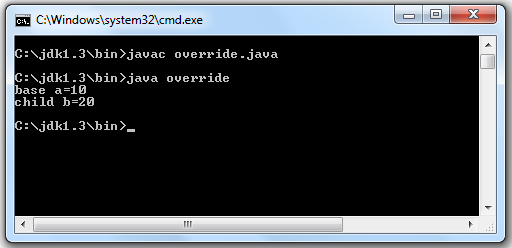 C:\Windows\system32\cmd.exe
C:\jdk1.3\bin>javac override.java
C:\jdk1.3\bin>java override
base a=10
child b=20
C:\jdk1.3\bin>_